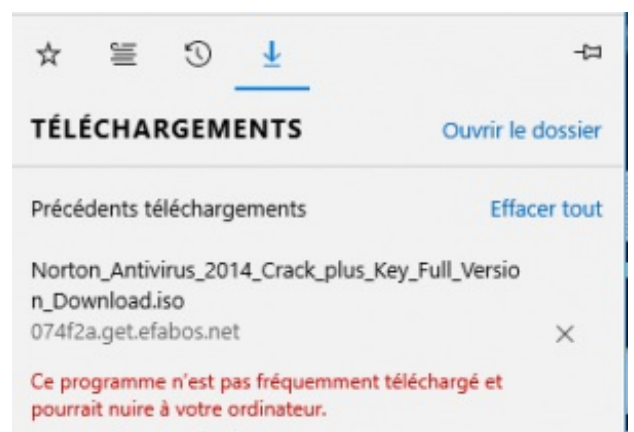 TÉLÉCHARGEMENTS Ouvrir le dossier
Précédents téléchargements Effacer tout
Norton_Antivirus_2014_Crack_plus_Key_Full_Versio
n_Download.iso
074f2a.get.efabos.net
Ce programme n'est pas fréquemment téléchargé et
pourrait nuire à votre ordinateur.